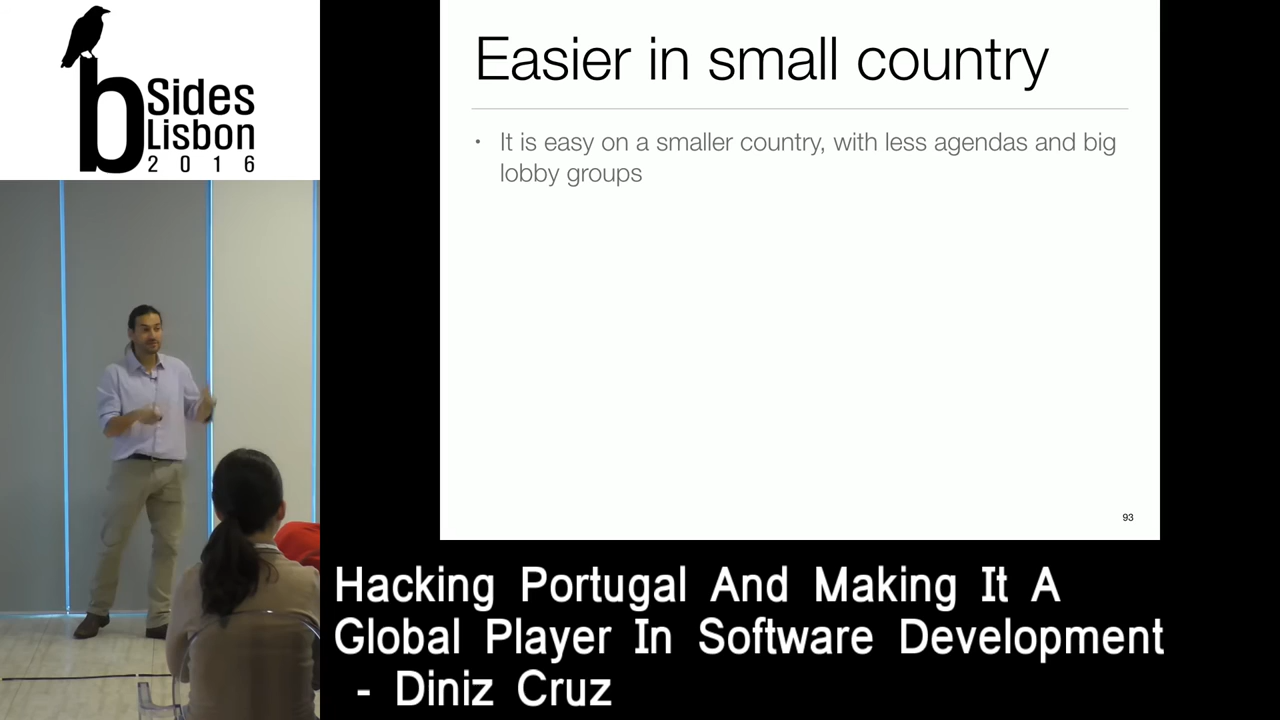 b Sides
Lisbon
2016
Easier in small country
• It is easy on a smaller country, with less agendas and big
lobby groups
93
Hacking Portugal And Making It A
Global Player In Software Development
- Diniz Cruz